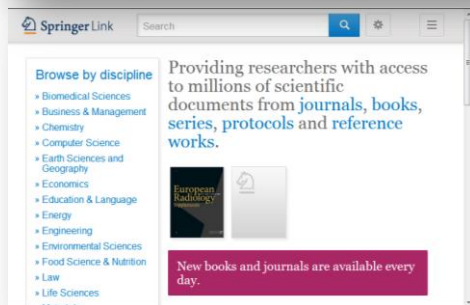 Springer Link
Search
Browse by discipline
» Biomedical Sciences
» Business & Management
» Chemistry
» Computer Science
» Earth Sciences and
Geography
» Economics
» Education & Language
» Energy
» Engineering
» Environmental Sciences
» Food Science & Nutrition
» Law
» Life Sciences
Providing researchers with access
to millions of scientific
documents from journals, books,
series, protocols and reference
works.
European
Radiology
New books and journals are available every
day.